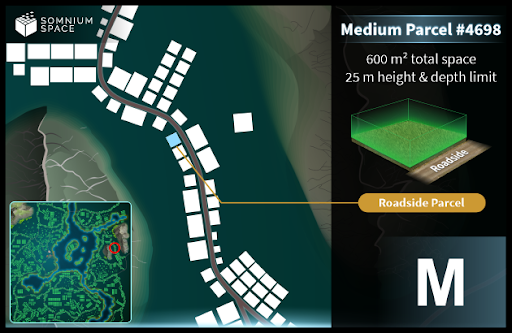 SOMNIUM
SPACE
Medium Parcel #4698
600 m² total space
25 m height & depth limit
Roadside
Roadside Parcel
M